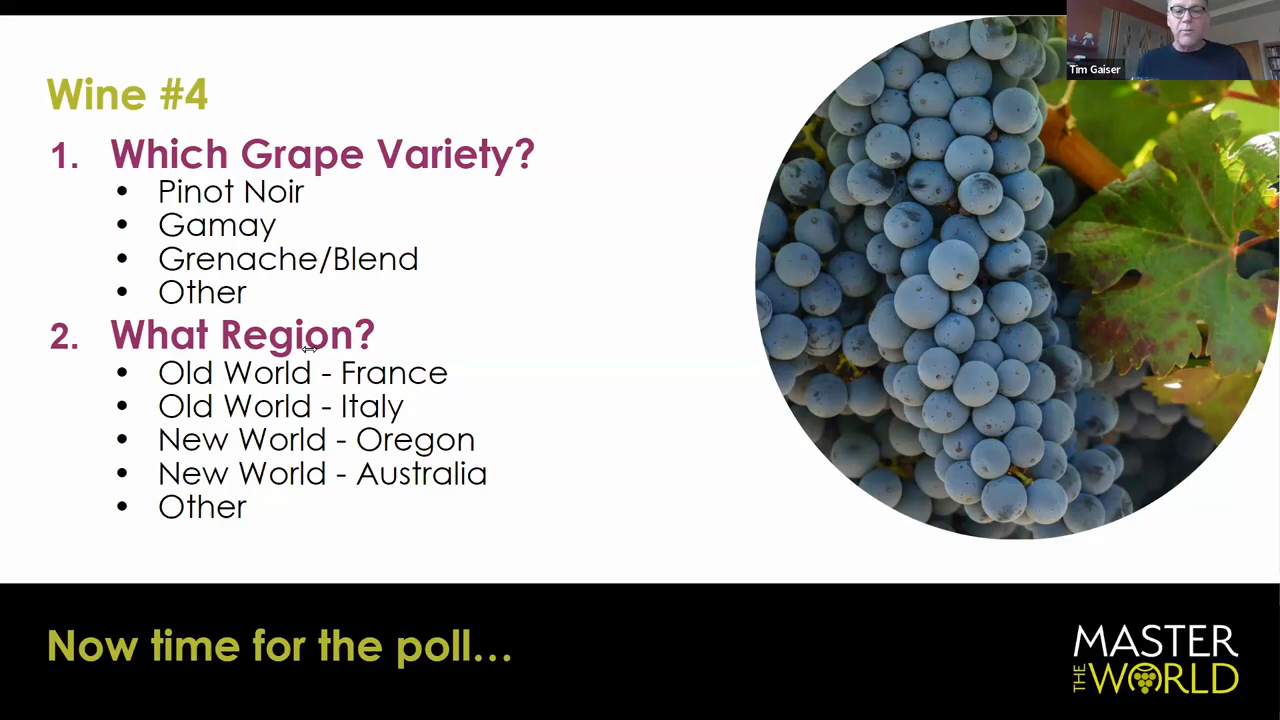 Tim Gaiser
Wine #4
1. Which Grape Variety?
• Pinot Noir
• Gamay
• Grenache/Blend
• Other
2. What Region?
• Old World - France
• Old World - Italy
• New World - Oregon
• New World - Australia
• Other
Now time for the poll...
MASTER
THE WORLD